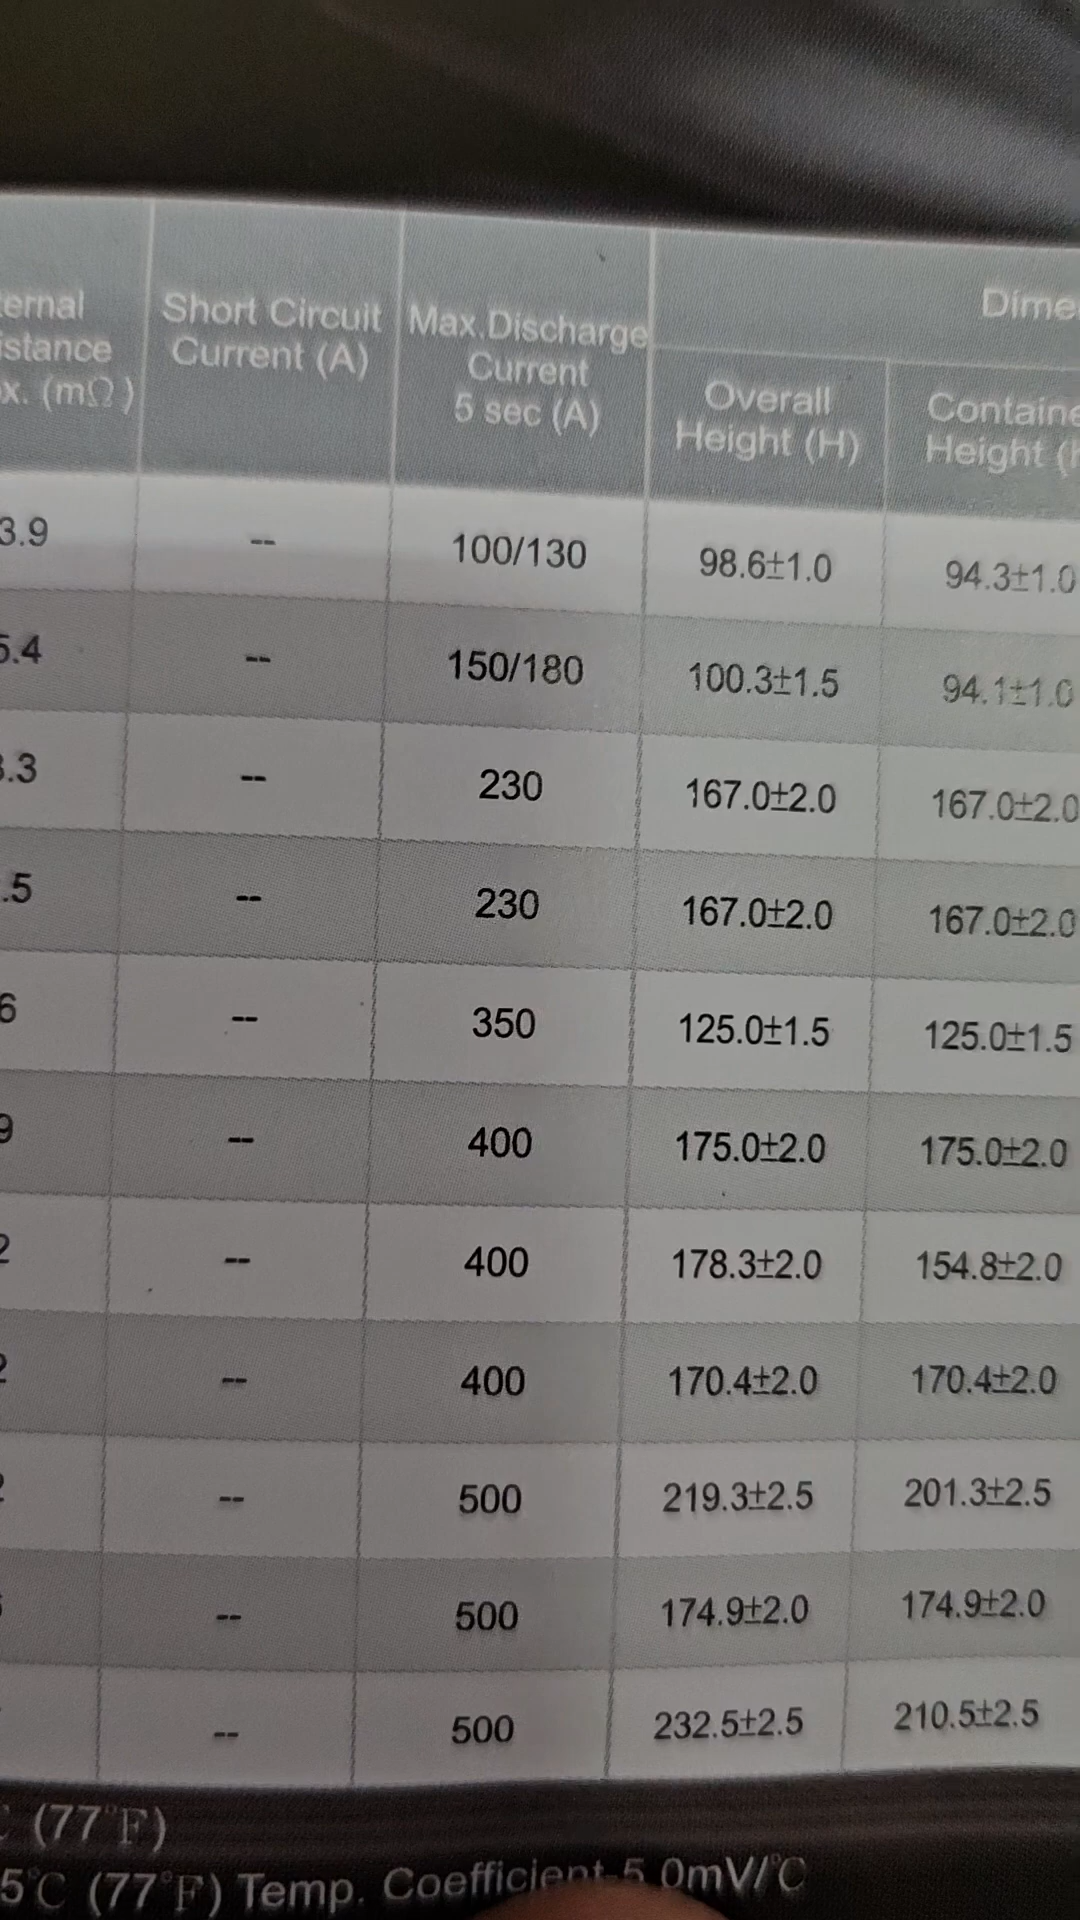 Dime
ernal Short Circuit Max.Discharge
istance Current (A) Current Overall Containe
x. (mΩ) 5 sec (A) Height (H) Height (
3.9 -- 100/130 98.6±1.0 94.3±1.0
5.4 -- 150/180 100.3±1.5 94.1±1.0
.3 -- 230 167.0±2.0 167.0±2.0
.5 -- 230 167.0±2.0 167.0±2.0
6 -- 350 125.0±1.5 125.0±1.5
9 -- 400 175.0±2.0 175.0±2.0
2 -- 400 178.3±2.0 154.8±2.0
2 -- 400 170.4±2.0 170.4±2.0
2 -- 500 219.3±2.5 201.3±2.5
-- 500 174.9±2.0 174.9±2.0
-- 500 232.5±2.5 210.5±2.5
(77°F)
5°C (77°F) Temp. Coefficient-5.0mV/°C